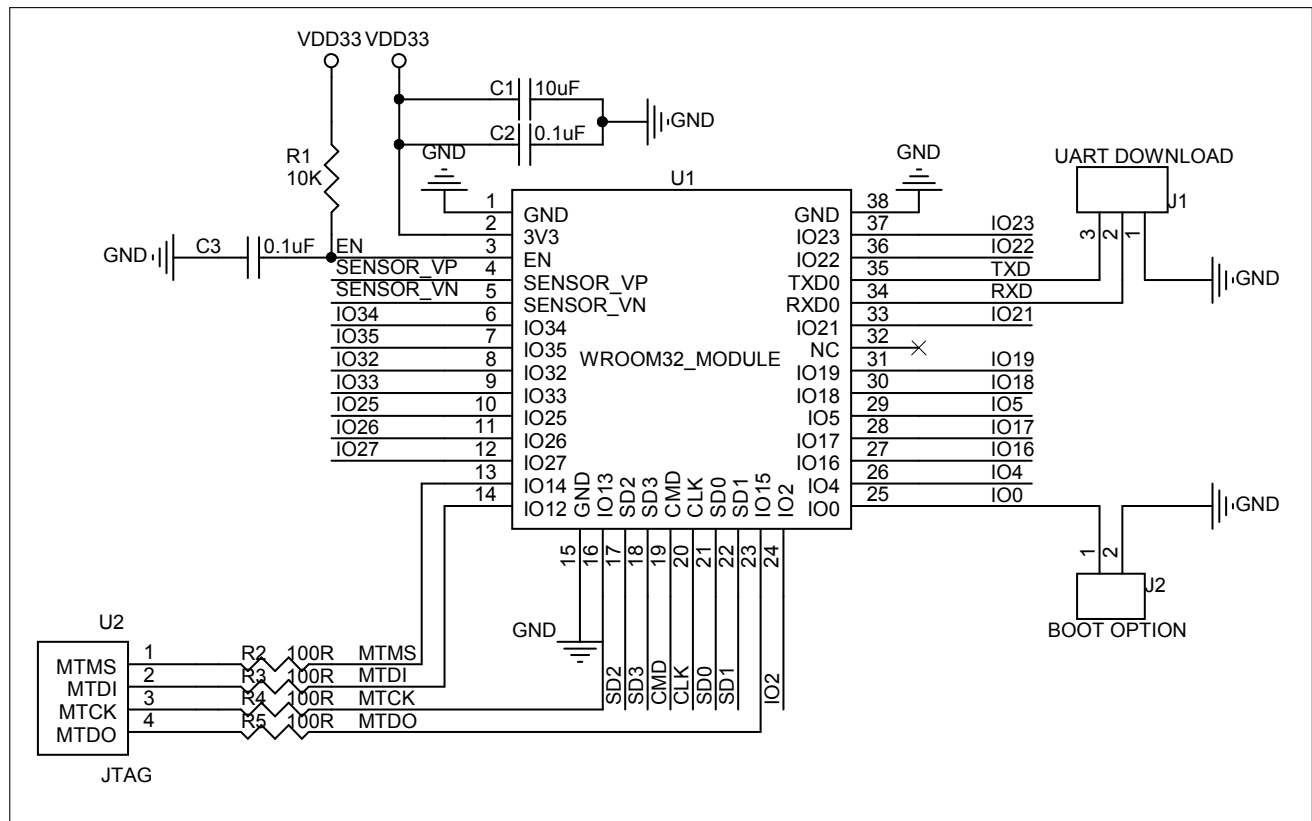 VDD33 VDD33
C1 10uF
GND
C2 0.1uF
R1
10K
GND
GND
UART DOWNLOAD
J1
3 2 1
GND
U1
WROOM32_MODULE
GND C3 0.1uF EN
SENSOR_VP
SENSOR_VN
IO34
IO35
IO32
IO33
IO25
IO26
IO27
1 GND
2 3V3
3 EN
4 SENSOR_VP
5 SENSOR_VN
6 IO34
7 IO35
8 IO32
9 IO33
10 IO25
11 IO26
12 IO27
13 IO14
14 IO12
GND 38
IO23 37 IO23
IO22 36 IO22
TXD0 35 TXD
RXD0 34 RXD
IO21 33 IO21
NC 32
IO19 31 IO19
IO18 30 IO18
IO5 29 IO5
IO17 28 IO17
IO16 27 IO16
IO4 26 IO4
IO0 25 IO0
GND IO13 SD2 SD3 CMD CLK SD0 SD1 IO15 IO2
15 16 17 18 19 20 21 22 23 24
GND
SD2 SD3 CMD CLK SD0 SD1 IO2
GND
1 2
J2
BOOT OPTION
U2
MTMS 1 R2 100R MTMS
MTDI 2 R3 100R MTDI
MTCK 3 R4 100R MTCK
MTDO 4 R5 100R MTDO
JTAG